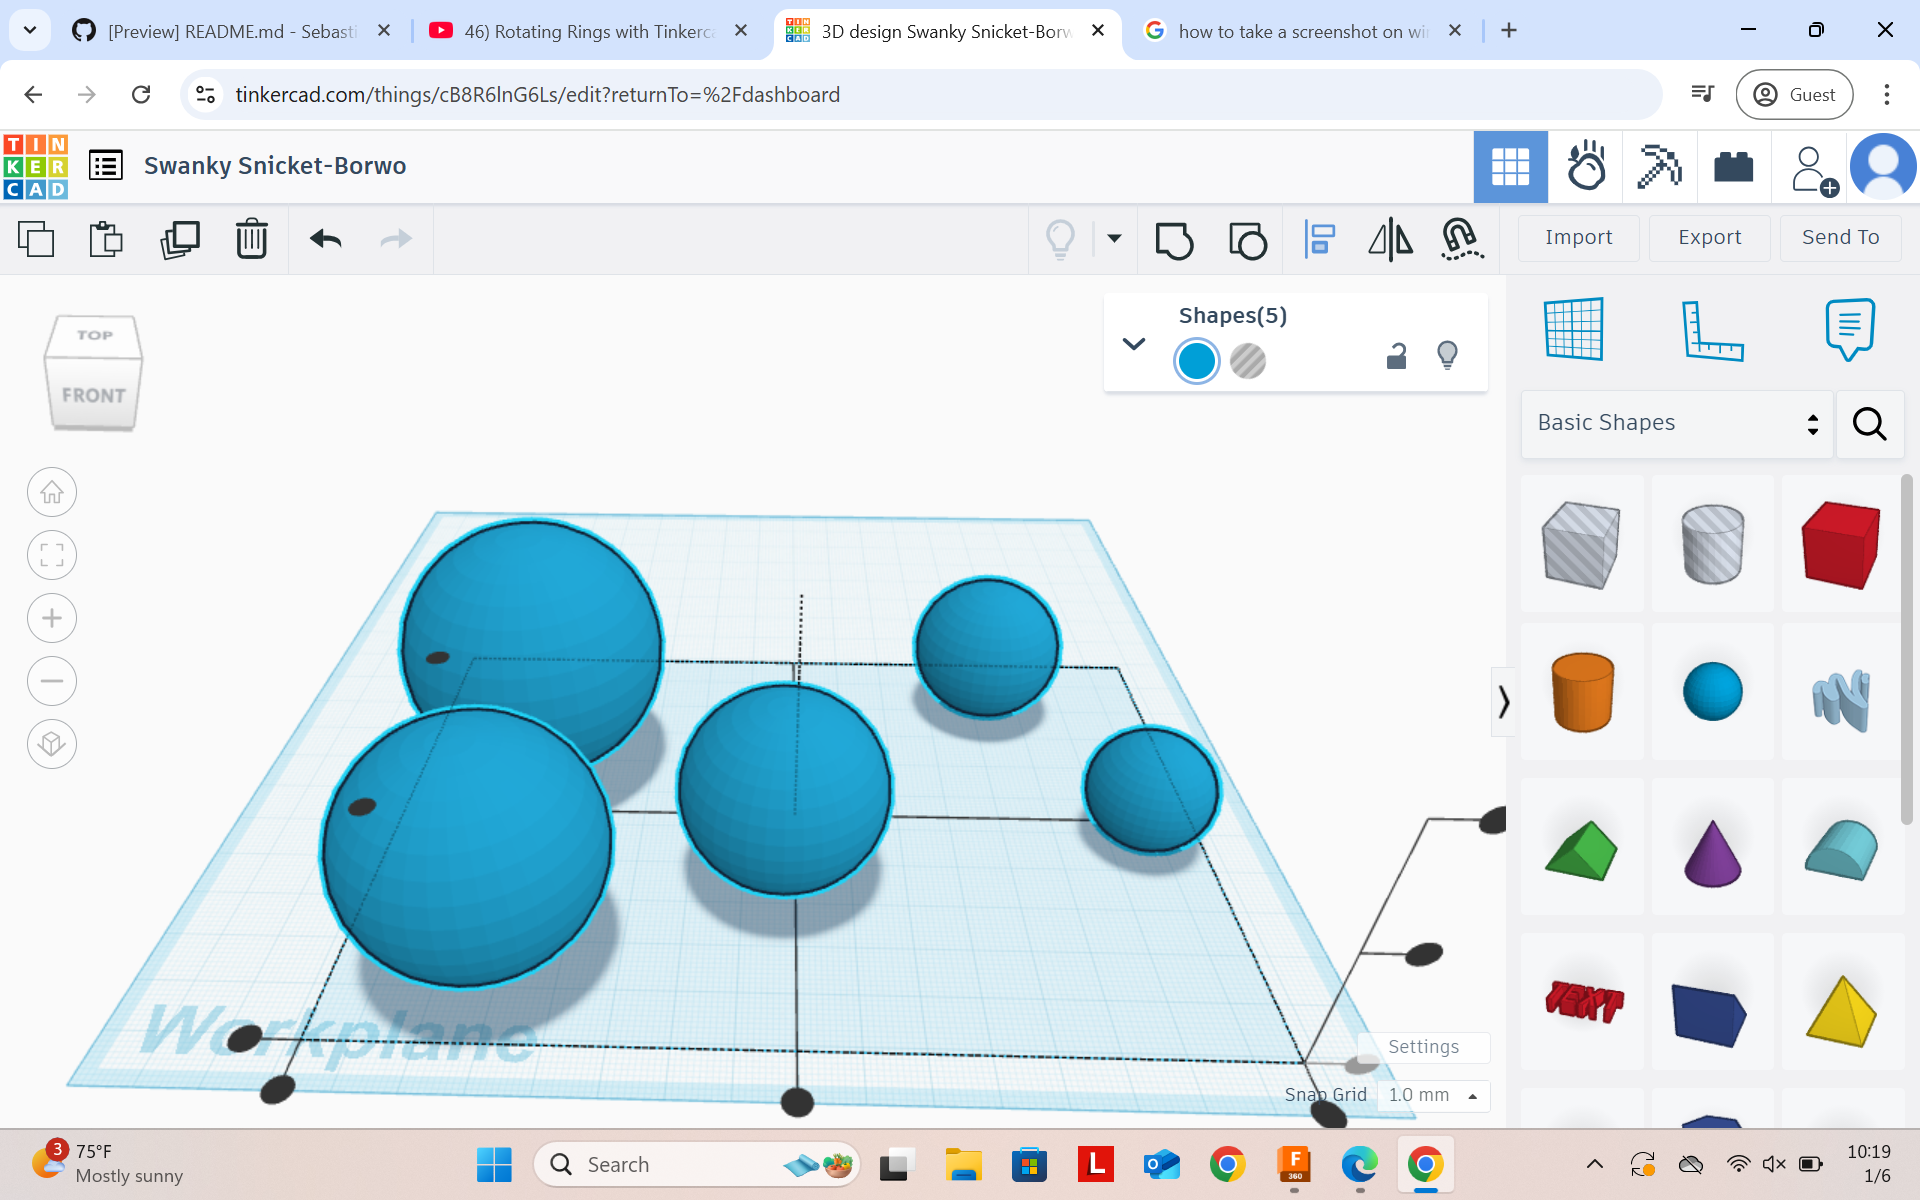 [Preview] README.md - Sebasti
46) Rotating Rings with Tinkerca
3D design Swanky Snicket-Borw
how to take a screenshot on wi
tinkercad.com/things/cB8R6lnG6Ls/edit?returnTo=%2Fdashboard
Guest
TIN
KER
CAD
Swanky Snicket-Borwo
Import
Export
Send To
Shapes(5)
TOP
FRONT
Basic Shapes
TEXT
Workplane
Settings
Snap Grid
1.0 mm
3
75°F
Mostly sunny
Search
L
F
360
10:19
1/6